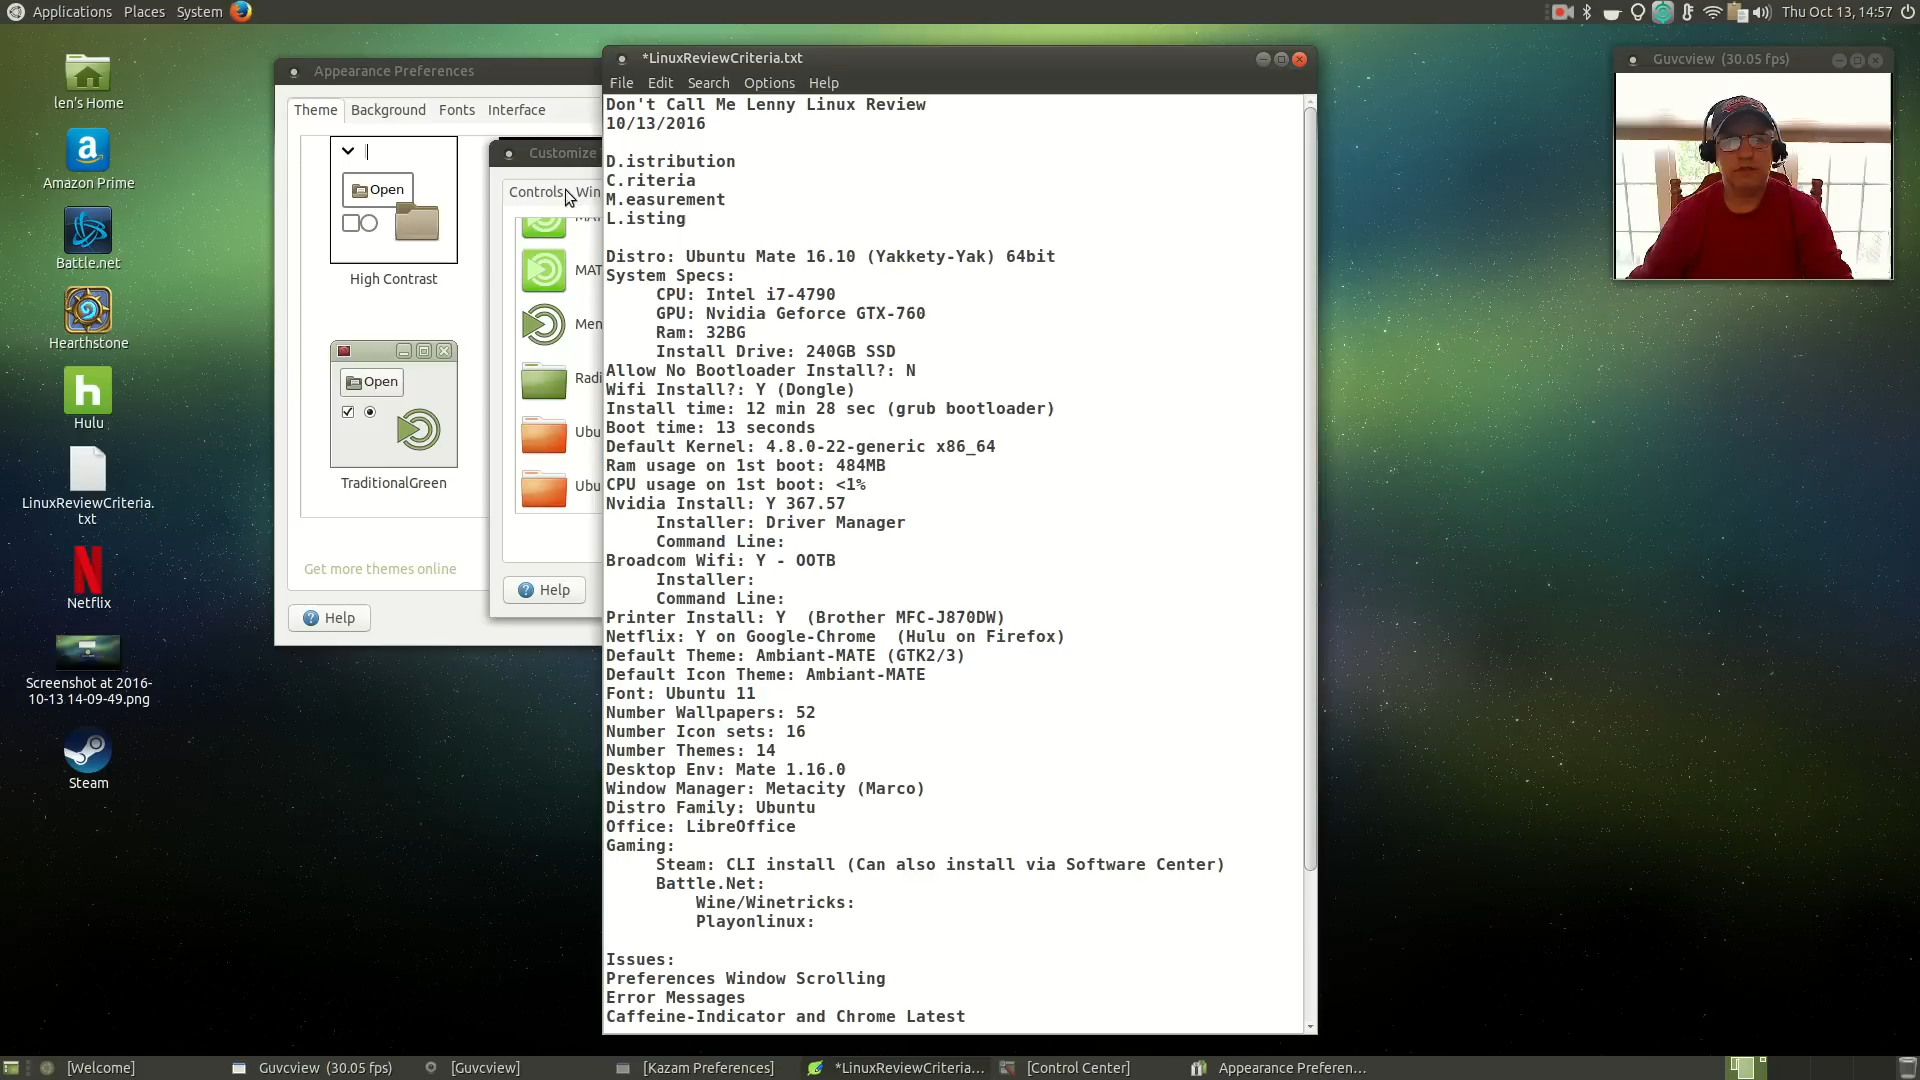 Applications Places System
Thu Oct 13, 14:57
len's Home
Amazon Prime
Battle.net
Hearthstone
h
Hulu
LinuxReviewCriteria.
txt
N
Netflix
Screenshot at 2016-
10-13 14-09-49.png
Steam
Appearance Preferences
Theme Background Fonts Interface
Open
High Contrast
Open
TraditionalGreen
Get more themes online
Help
Customize
Controls Win
MAT
Men
Radi
Ubu
Ubu
Help
*LinuxReviewCriteria.txt
File Edit Search Options Help
Don't Call Me Lenny Linux Review
10/13/2016
D.istribution
C.riteria
M.easurement
L.isting
Distro: Ubuntu Mate 16.10 (Yakkety-Yak) 64bit
System Specs:
CPU: Intel i7-4790
GPU: Nvidia Geforce GTX-760
Ram: 32BG
Install Drive: 240GB SSD
Allow No Bootloader Install?: N
Wifi Install?: Y (Dongle)
Install time: 12 min 28 sec (grub bootloader)
Boot time: 13 seconds
Default Kernel: 4.8.0-22-generic x86_64
Ram usage on 1st boot: 484MB
CPU usage on 1st boot: <1%
Nvidia Install: Y 367.57
Installer: Driver Manager
Command Line:
Broadcom Wifi: Y - OOTB
Installer:
Command Line:
Printer Install: Y (Brother MFC-J870DW)
Netflix: Y on Google-Chrome (Hulu on Firefox)
Default Theme: Ambiant-MATE (GTK2/3)
Default Icon Theme: Ambiant-MATE
Font: Ubuntu 11
Number Wallpapers: 52
Number Icon sets: 16
Number Themes: 14
Desktop Env: Mate 1.16.0
Window Manager: Metacity (Marco)
Distro Family: Ubuntu
Office: LibreOffice
Gaming:
Steam: CLI install (Can also install via Software Center)
Battle.Net:
Wine/Winetricks:
Playonlinux:
Issues:
Preferences Window Scrolling
Error Messages
Caffeine-Indicator and Chrome Latest
Guvcview (30.05 fps)
[Welcome]
Guvcview (30.05 fps)
[Guvcview]
[Kazam Preferences]
*LinuxReviewCriteria...
[Control Center]
Appearance Preferen...